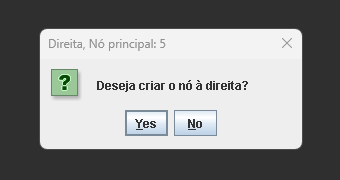 Direita, Nó principal: 5
?
Deseja criar o nó à direita?
Yes No